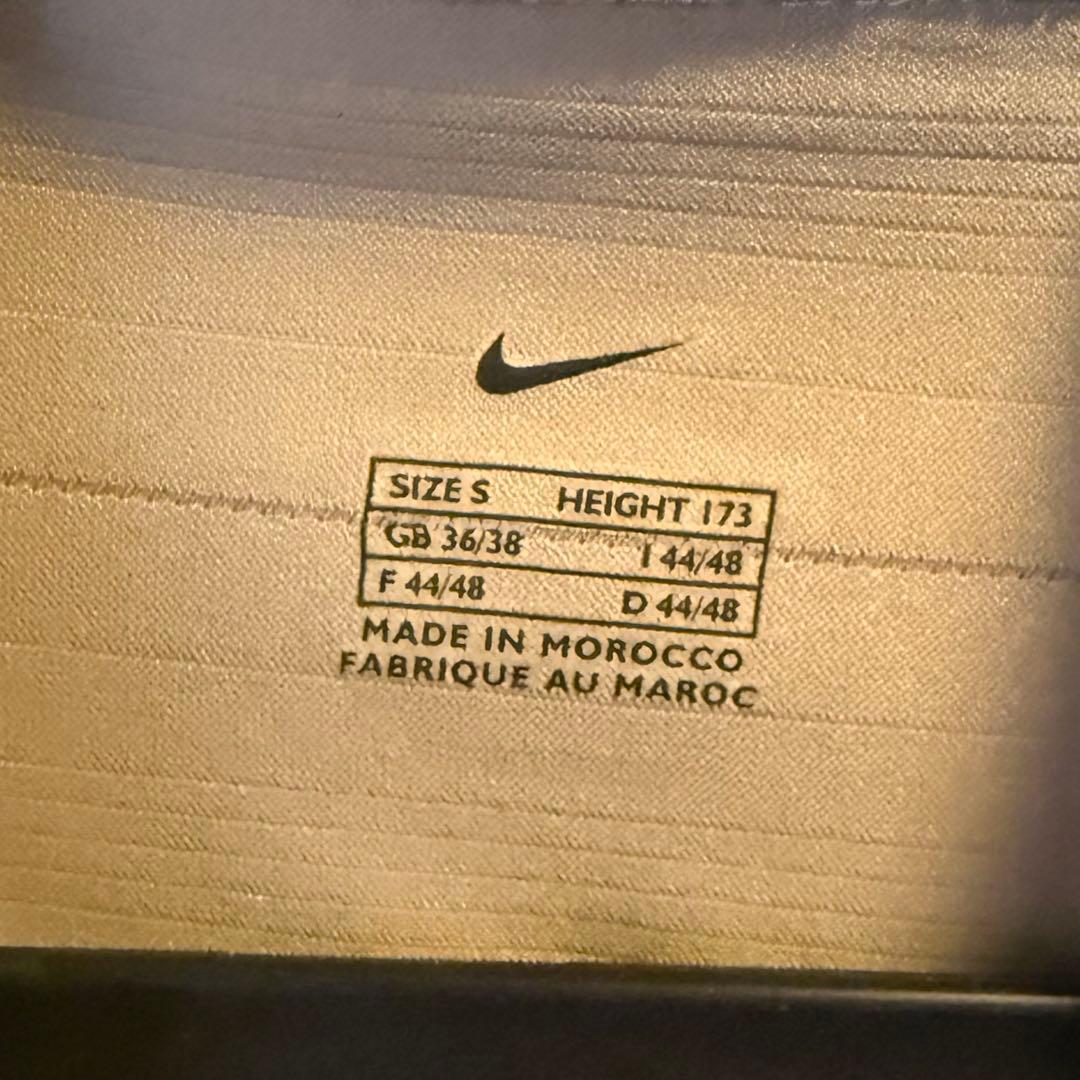 SIZE S HEIGHT 173
GB 36/38 I 44/48
F 44/48 D 44/48
MADE IN MOROCCO
FABRIQUE AU MAROC